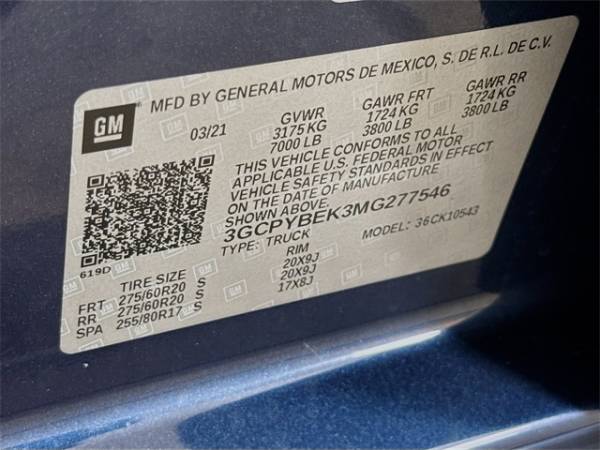 MFD BY GENERAL MOTORS DE MEXICO, S. DE R.L. DE C.V.
GM
03/21 GVWR GAWR FRT GAWR RR
3175 KG 1724 KG 1724 KG
7000 LB 3800 LB 3800 LB
THIS VEHICLE CONFORMS TO ALL
APPLICABLE U.S. FEDERAL MOTOR
VEHICLE SAFETY STANDARDS IN EFFECT
ON THE DATE OF MANUFACTURE
SHOWN ABOVE.
3GCPYBEK3MG277546
TYPE: TRUCK MODEL: 36CK10543
619D
TIRE SIZE RIM
FRT 275/60R20 S 20X9J
RR 275/60R20 S 20X9J
SPA 255/80R17 S 17X8J